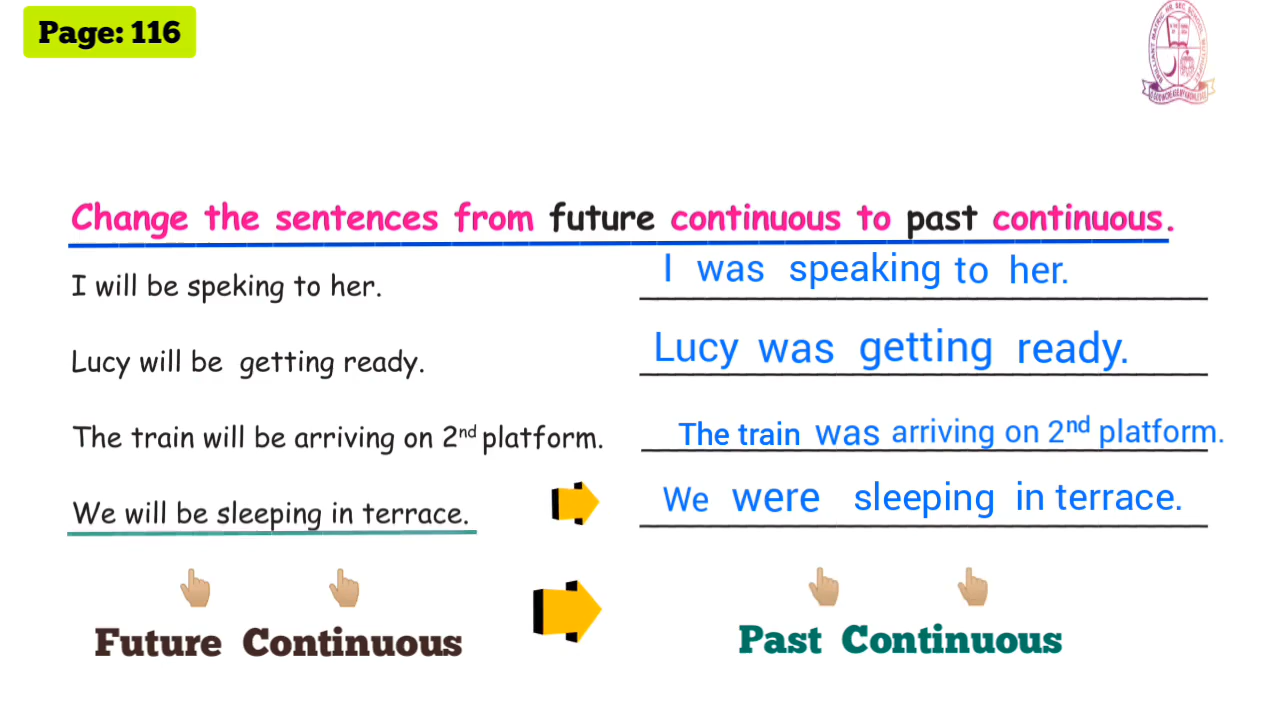 Page: 116
Change the sentences from future continuous to past continuous.
I will be speking to her. I was speaking to her.
Lucy will be getting ready. Lucy was getting ready.
The train will be arriving on 2nd platform. The train was arriving on 2nd platform.
We will be sleeping in terrace. We were sleeping in terrace.
Future Continuous Past Continuous